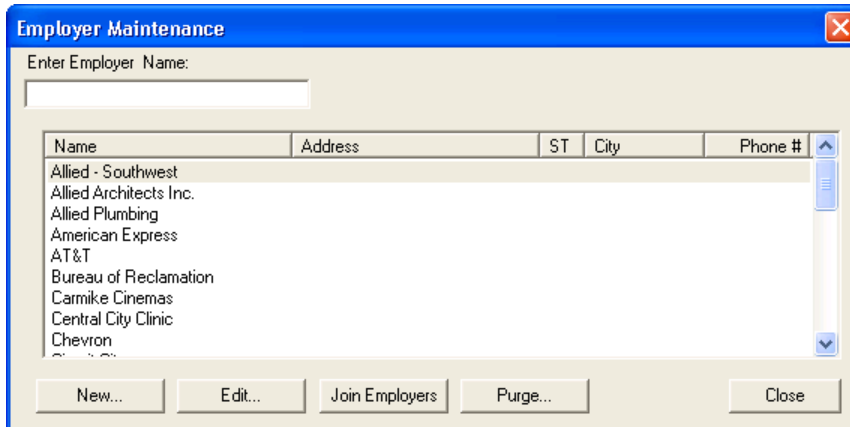 Employer Maintenance
Enter Employer Name:
Name Address ST City Phone #
Allied - Southwest
Allied Architects Inc.
Allied Plumbing
American Express
AT&T
Bureau of Reclamation
Carmike Cinemas
Central City Clinic
Chevron
New... Edit... Join Employers Purge... Close